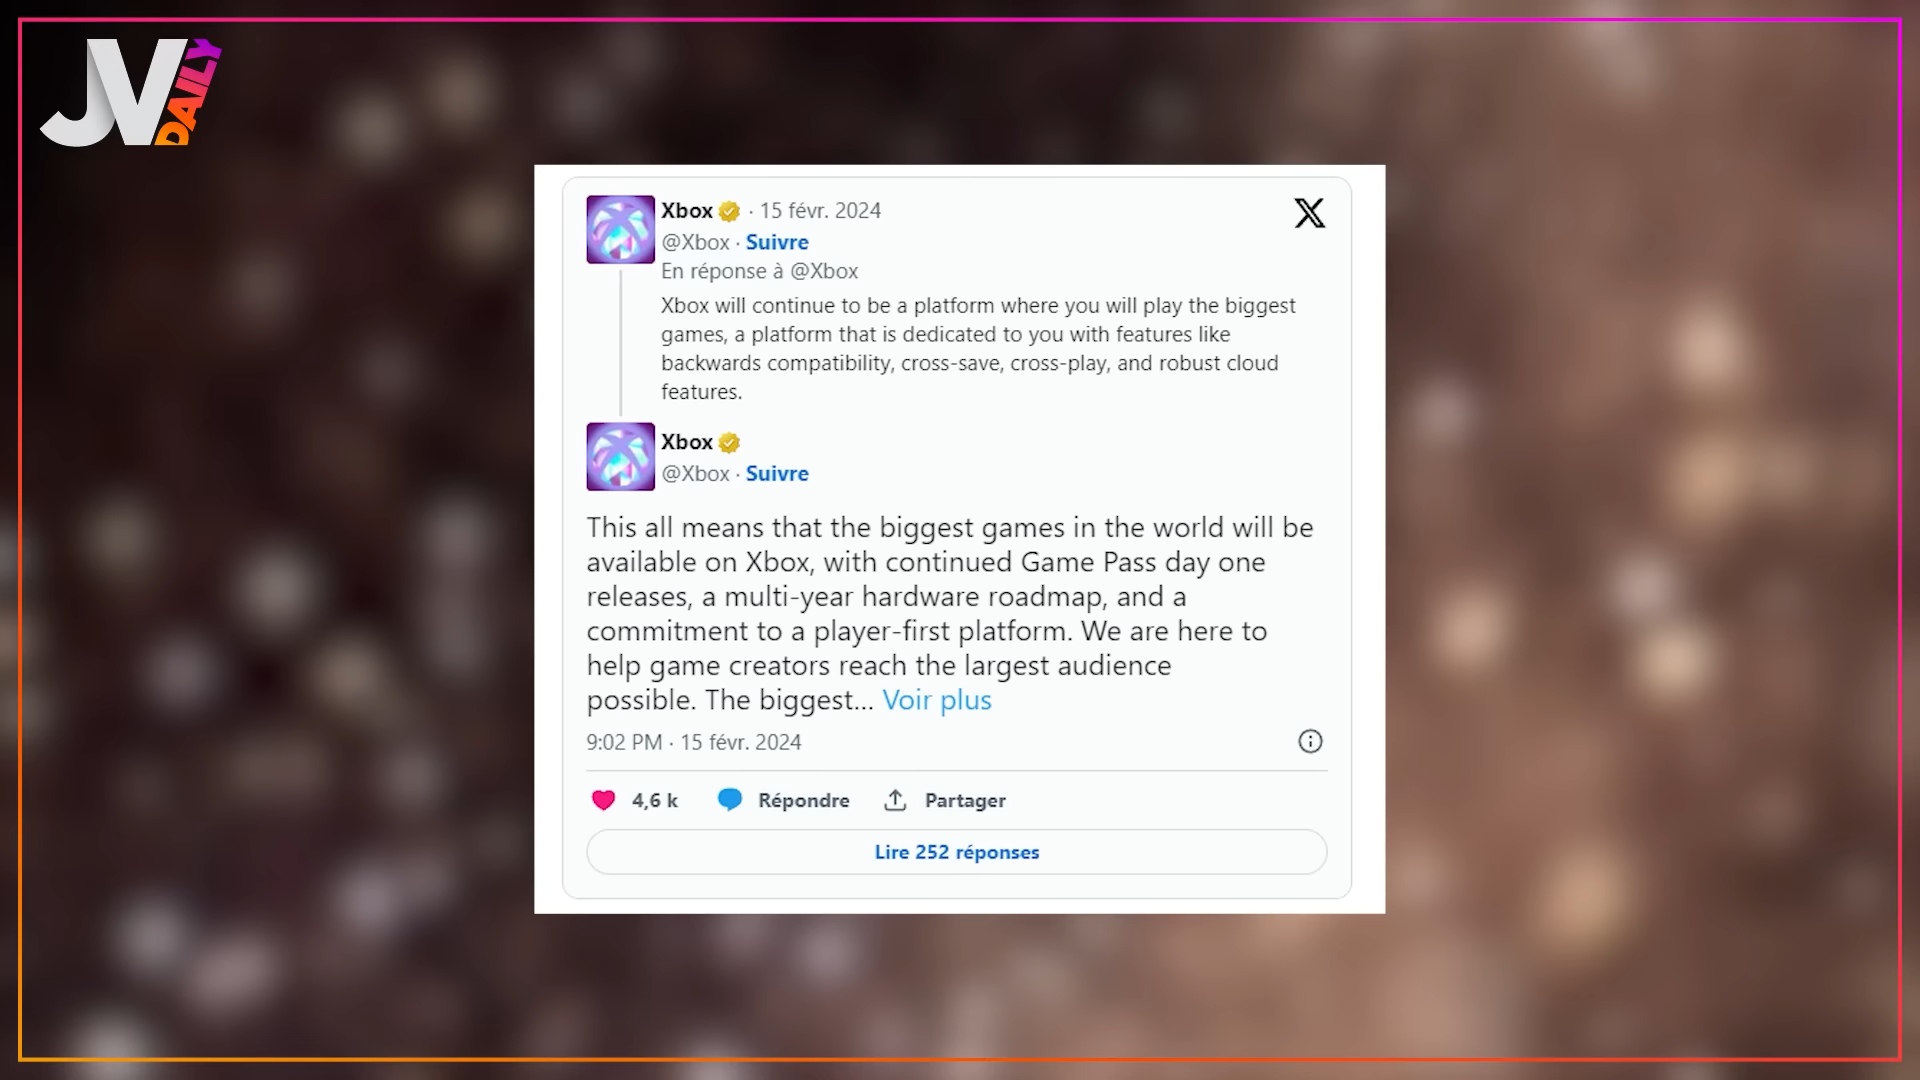 JV
DAILY
Xbox · 15 févr. 2024
@Xbox · Suivre
En réponse à @Xbox
Xbox will continue to be a platform where you will play the biggest
games, a platform that is dedicated to you with features like
backwards compatibility, cross-save, cross-play, and robust cloud
features.
Xbox
@Xbox · Suivre
This all means that the biggest games in the world will be
available on Xbox, with continued Game Pass day one
releases, a multi-year hardware roadmap, and a
commitment to a player-first platform. We are here to
help game creators reach the largest audience
possible. The biggest... Voir plus
9:02 PM · 15 févr. 2024
4,6 k Répondre Partager
Lire 252 réponses